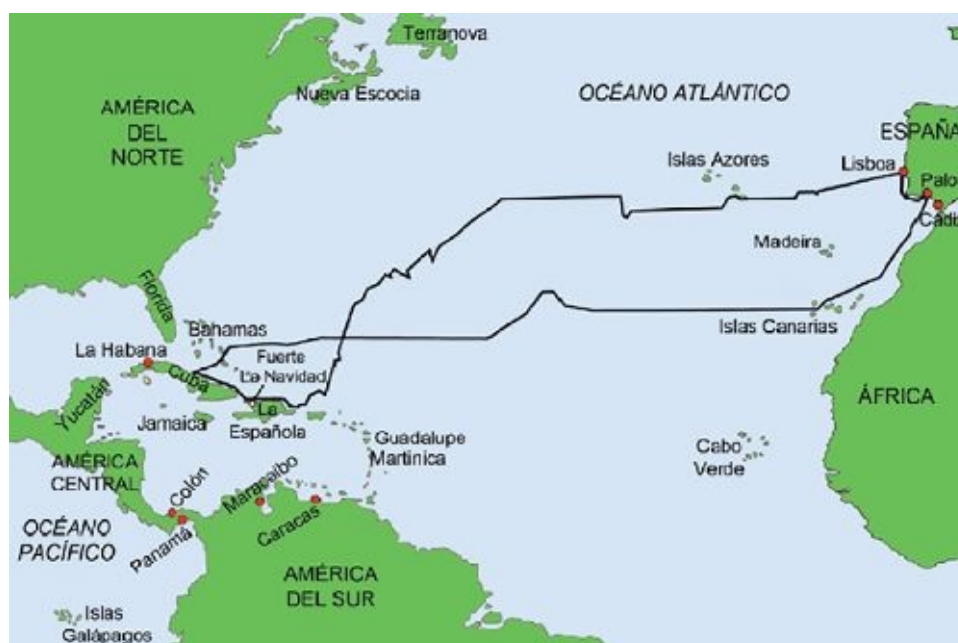 Terranova
Nueva Escocia
OCÉANO ATLÁNTICO
AMÉRICA
DEL
NORTE
ESPAÑA
Islas Azores
Lisboa
Palo
Cádi
Madeira
Florida
Islas Canarias
Bahamas
La Habana
Fuerte
La Navidad
Cuba
La
Española
Yucatán
Jamaica
ÁFRICA
Guadalupe
Martinica
Cabo
Verde
AMÉRICA
CENTRAL
Colón
Maracaibo
Caracas
Panamá
OCÉANO
PACÍFICO
AMÉRICA
DEL SUR
Islas
Galápagos